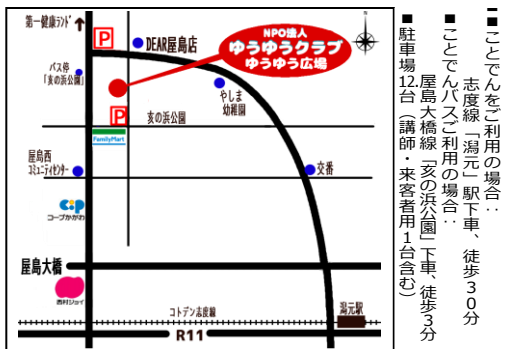 第一健康ランド
P
DEAR屋島店
NPO法人
ゆうゆうクラブ
ゆうゆう広場
バス停
「亥の浜公園」
やしま
幼稚園
P
亥の浜公園
FamilyMart
屋島西
コミュニティセンター
交番
co・op
コープかがわ
屋島大橋
西村ジョイ
コトデン志度線
潟元駅
R11
■ことでんをご利用の場合：
志度線「潟元」駅下車、徒歩３０分
■ことでんバスご利用の場合：
屋島大橋線「亥の浜公園」下車、徒歩３分
■駐車場12台（講師・来客者用１台含む）